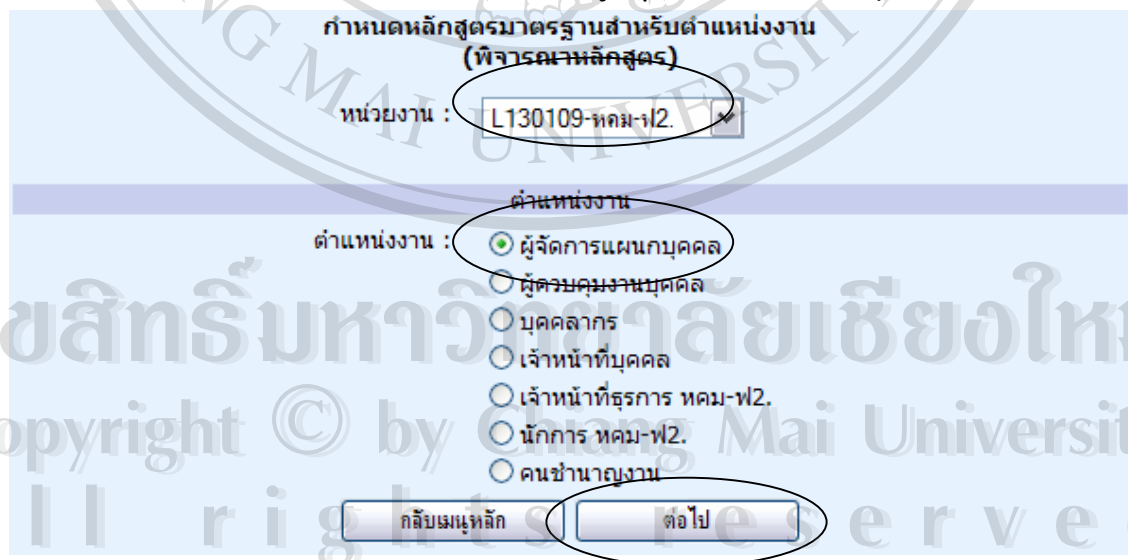 กำหนดหลักสูตรมาตรฐานสำหรับตำแหน่งงาน
(พิจารณาหลักสูตร)
หน่วยงาน : L130109-หคม-ฟ2.
ตำแหน่งงาน
ตำแหน่งงาน : ผู้จัดการแผนกบุคคล
ผู้ควบคุมงานบุคคล
บุคคลากร
เจ้าหน้าที่บุคคล
เจ้าหน้าที่ธุรการ หคม-ฟ2.
นักการ หคม-ฟ2.
คนชำนาญงาน
กลับเมนูหลัก ต่อไป
G MAI UNIVERSIT
ขสิทธิ์มหาวิทยาลัยเชียงให
opyright © by Chiang Mai Universit
l l r i g h t s r e s e r v e